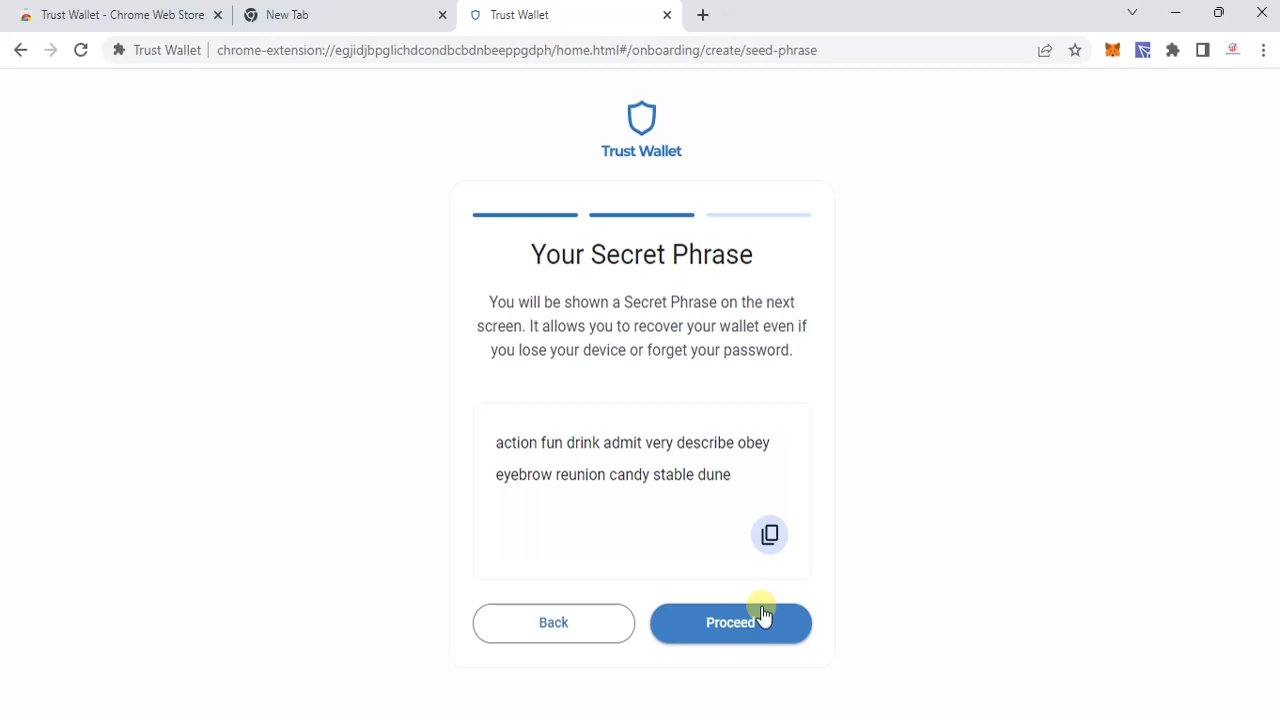 Trust Wallet - Chrome Web Store
New Tab
Trust Wallet
Trust Wallet
chrome-extension://egjidjbpglichdcondbcbdnbeeppgdph/home.html#/onboarding/create/seed-phrase
Trust Wallet
Your Secret Phrase
You will be shown a Secret Phrase on the next
screen. It allows you to recover your wallet even if
you lose your device or forget your password.
action fun drink admit very describe obey
eyebrow reunion candy stable dune
Back
Proceed